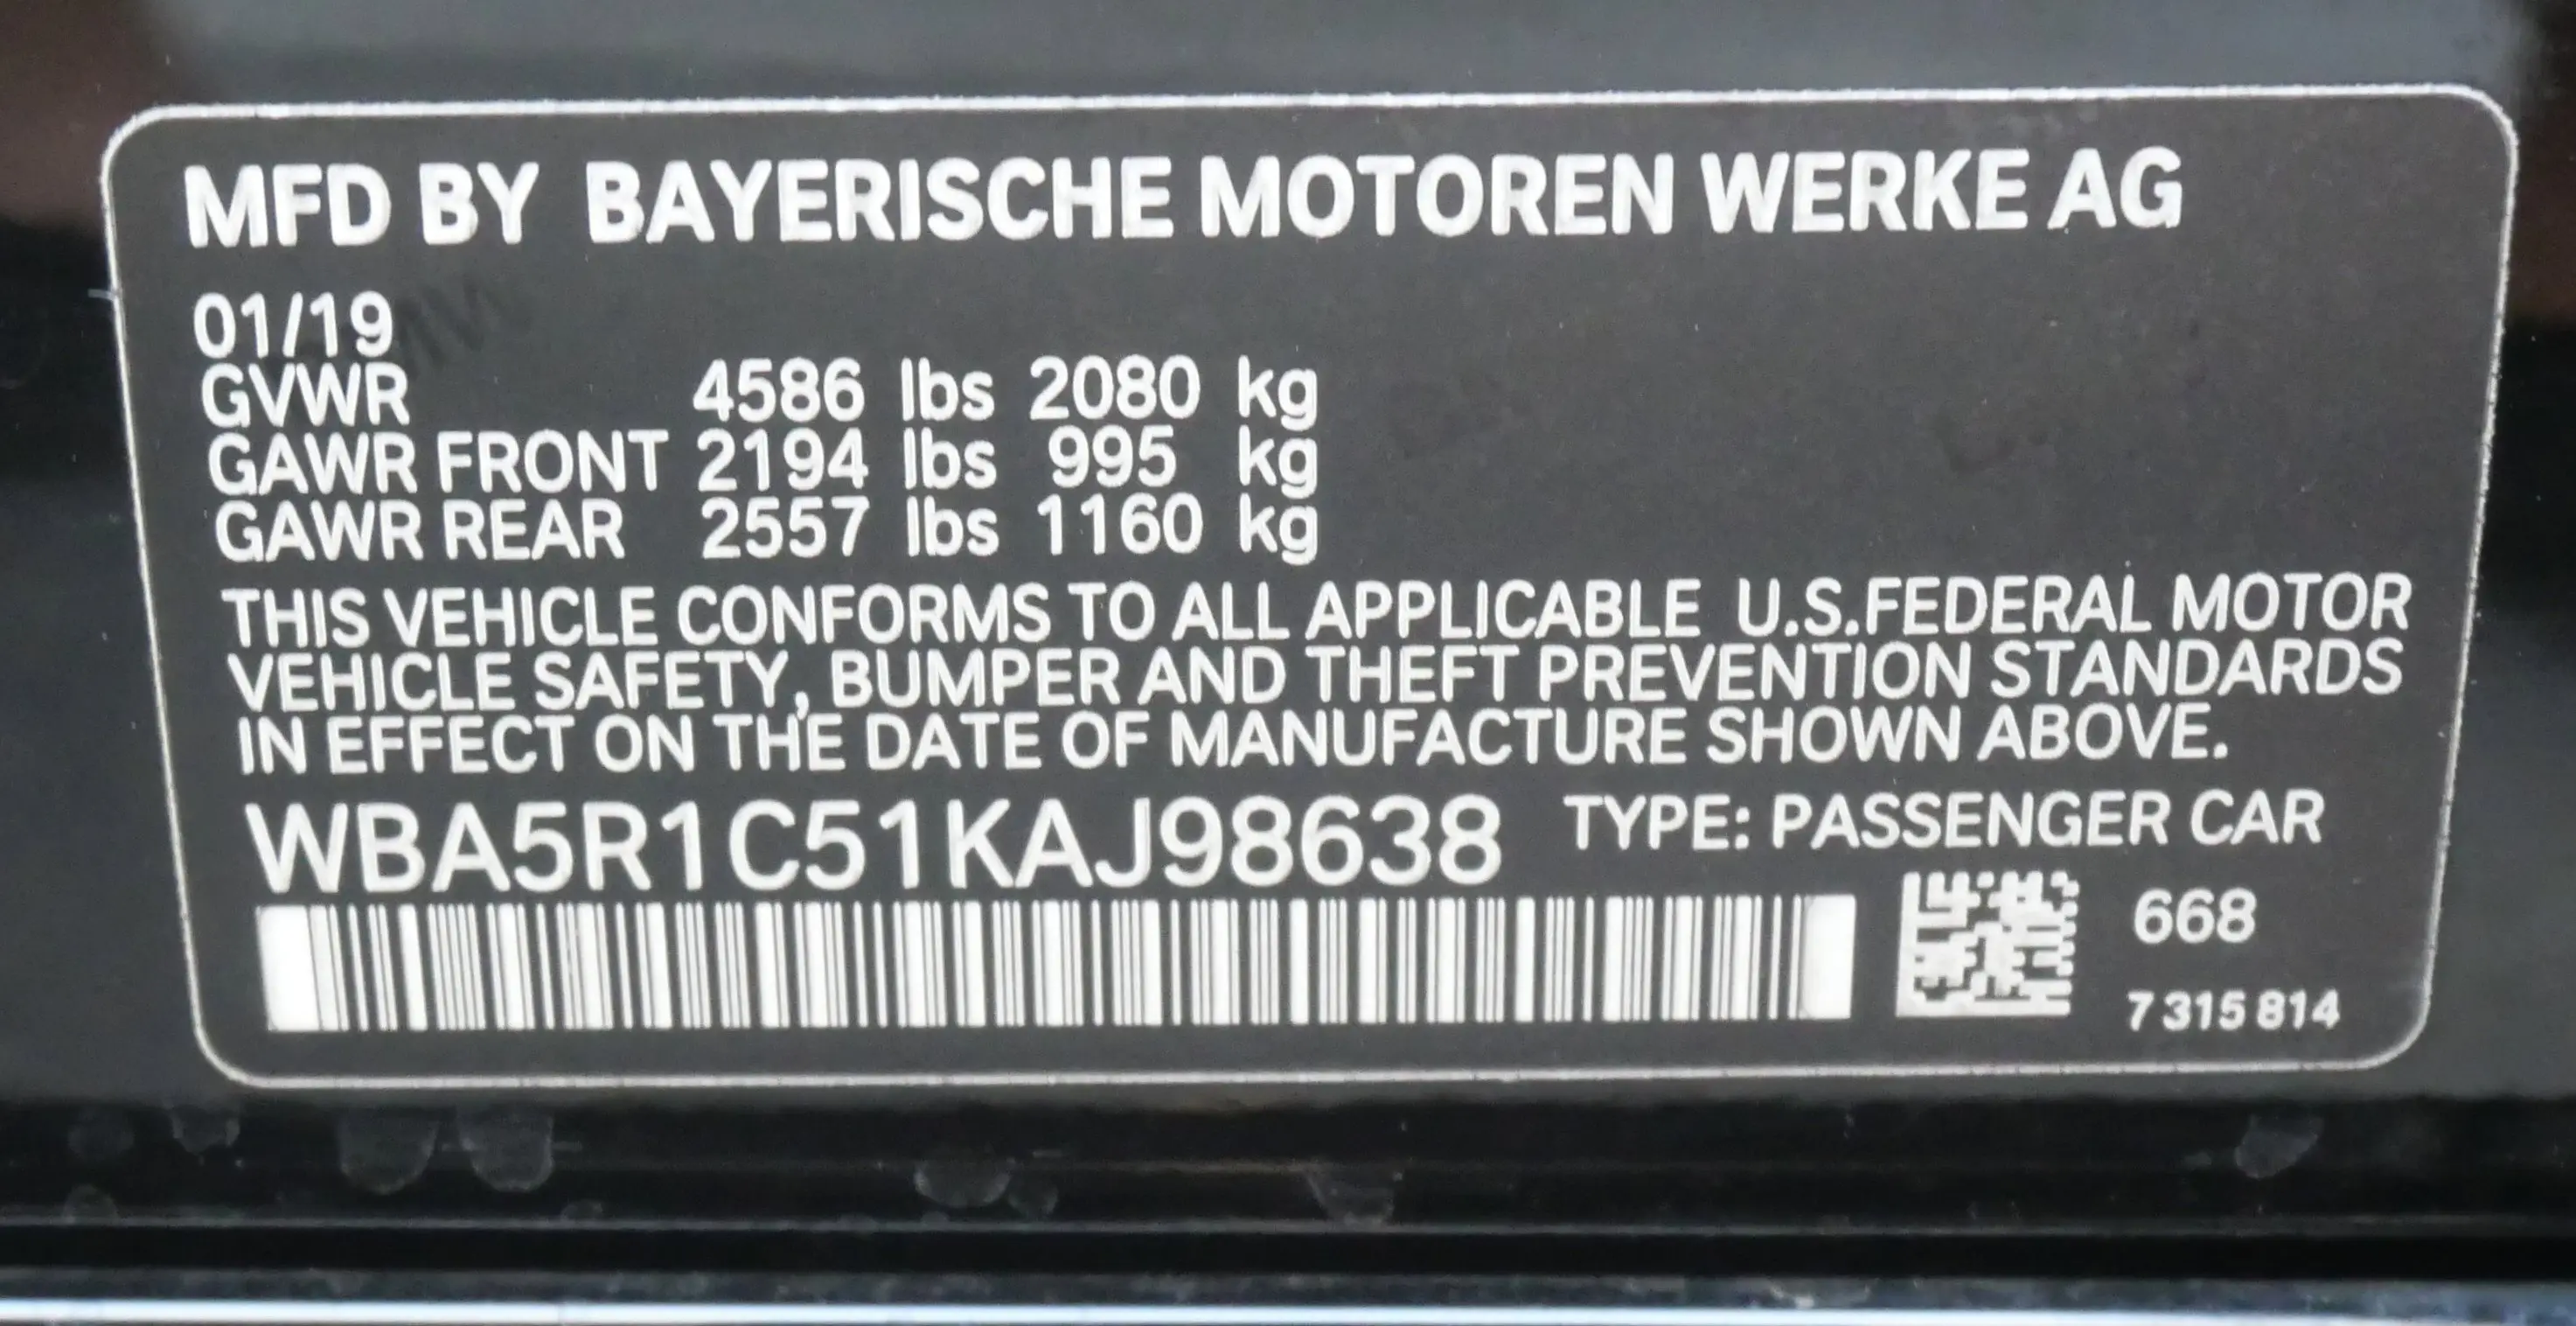 MFD BY BAYERISCHE MOTOREN WERKE AG
01/19
GVWR 4586 lbs 2080 kg
GAWR FRONT 2194 lbs 995 kg
GAWR REAR 2557 lbs 1160 kg
THIS VEHICLE CONFORMS TO ALL APPLICABLE U.S.FEDERAL MOTOR
VEHICLE SAFETY, BUMPER AND THEFT PREVENTION STANDARDS
IN EFFECT ON THE DATE OF MANUFACTURE SHOWN ABOVE.
WBA5R1C51KAJ98638 TYPE: PASSENGER CAR
668
7 315 814